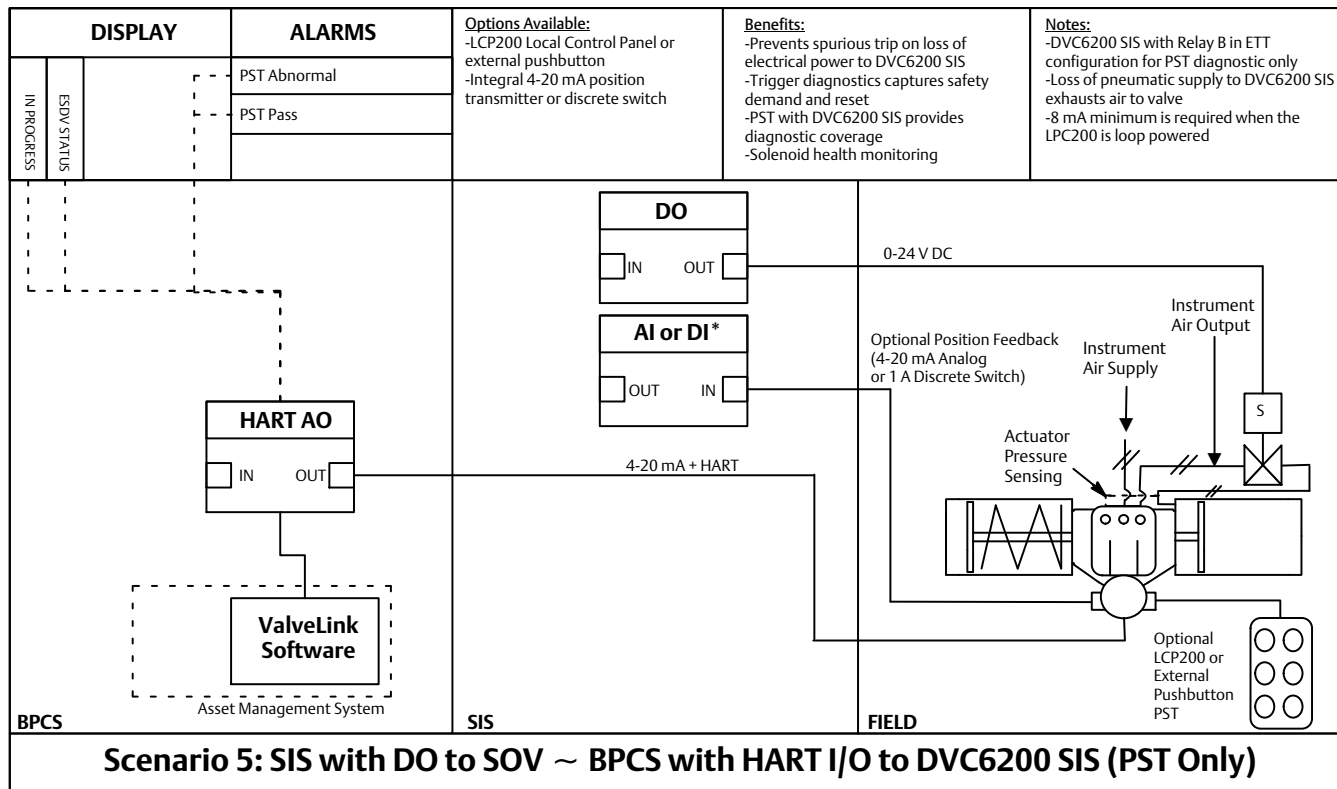 DISPLAY
ALARMS
IN PROGRESS
ESDV STATUS
PST Abnormal
PST Pass
Options Available:
-LCP200 Local Control Panel or
external pushbutton
-Integral 4-20 mA position
transmitter or discrete switch
Benefits:
-Prevents spurious trip on loss of
electrical power to DVC6200 SIS
-Trigger diagnostics captures safety
demand and reset
-PST with DVC6200 SIS provides
diagnostic coverage
-Solenoid health monitoring
Notes:
-DVC6200 SIS with Relay B in ETT
configuration for PST diagnostic only
-Loss of pneumatic supply to DVC6200 SIS
exhausts air to valve
-8 mA minimum is required when the
LPC200 is loop powered
DO
IN OUT
0-24 V DC
AI or DI*
OUT IN
Optional Position Feedback
(4-20 mA Analog
or 1 A Discrete Switch)
Instrument
Air Supply
Instrument
Air Output
S
Actuator
Pressure
Sensing
HART AO
IN OUT
4-20 mA + HART
ValveLink
Software
Asset Management System
Optional
LCP200 or
External
Pushbutton
PST
BPCS
SIS
FIELD
Scenario 5: SIS with DO to SOV ~ BPCS with HART I/O to DVC6200 SIS (PST Only)